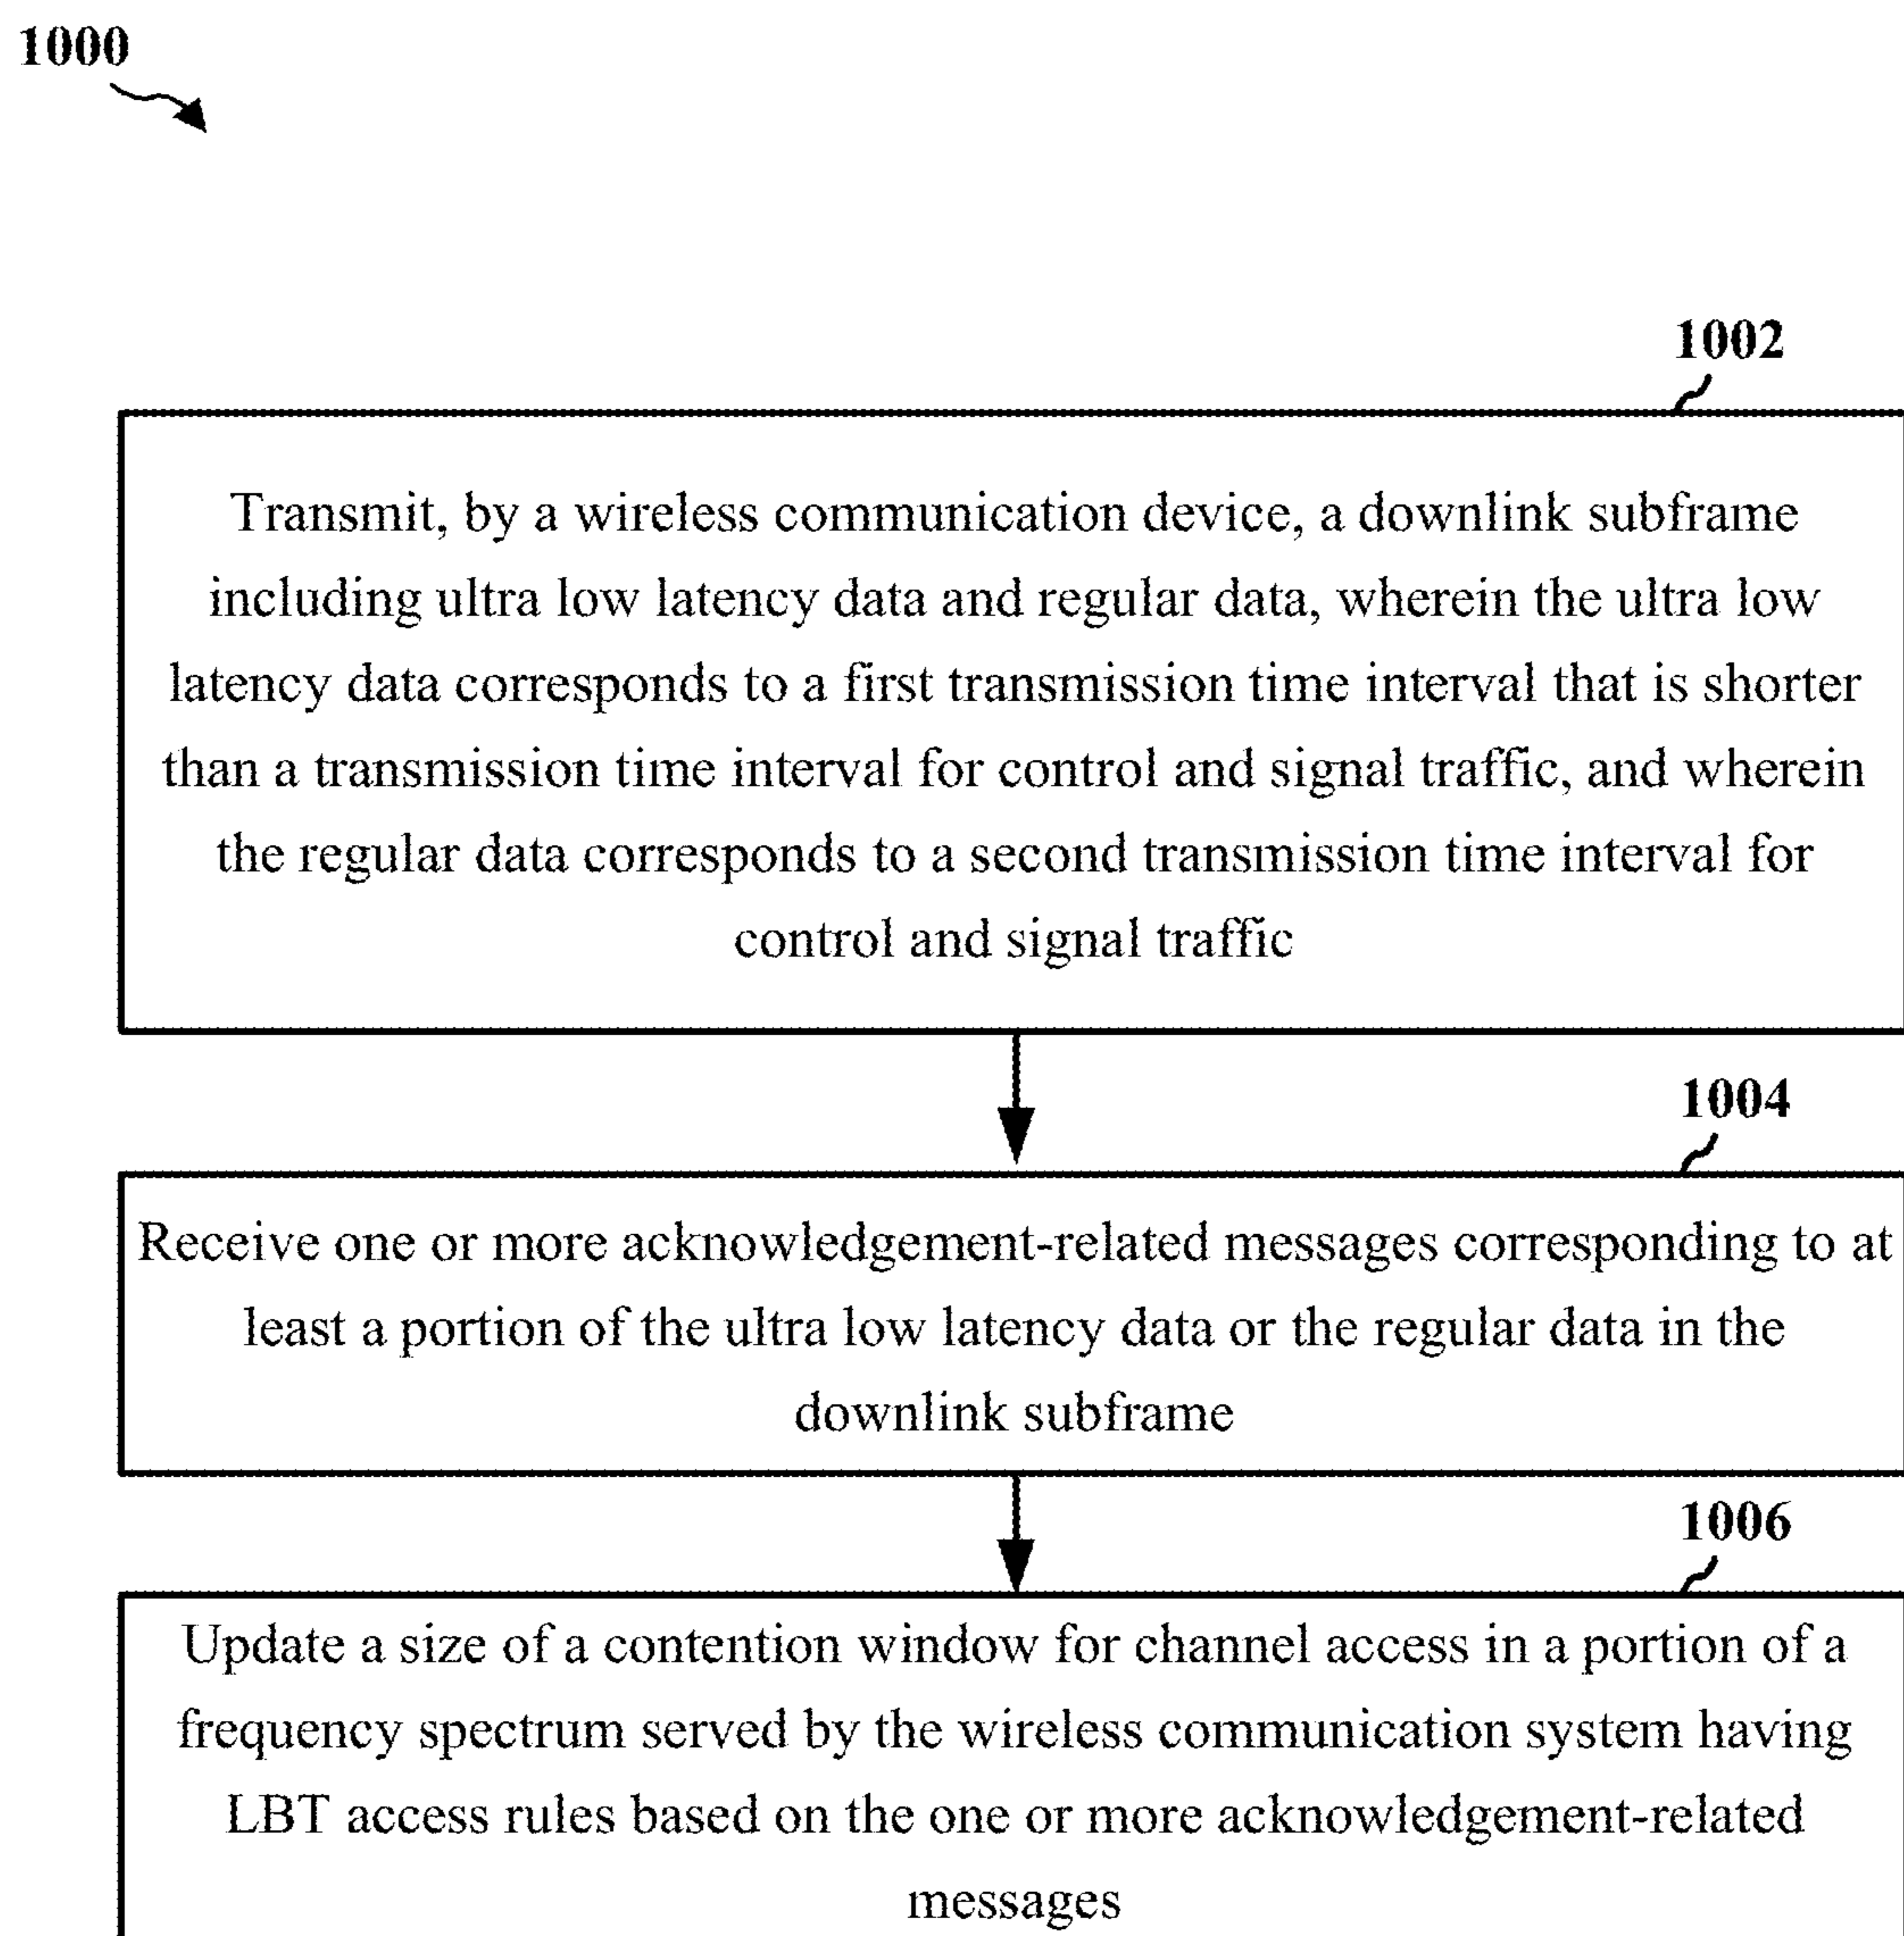 1000
1002
Transmit, by a wireless communication device, a downlink subframe
including ultra low latency data and regular data, wherein the ultra low
latency data corresponds to a first transmission time interval that is shorter
than a transmission time interval for control and signal traffic, and wherein
the regular data corresponds to a second transmission time interval for
control and signal traffic
1004
Receive one or more acknowledgement-related messages corresponding to at
least a portion of the ultra low latency data or the regular data in the
downlink subframe
1006
Update a size of a contention window for channel access in a portion of a
frequency spectrum served by the wireless communication system having
LBT access rules based on the one or more acknowledgement-related
messages